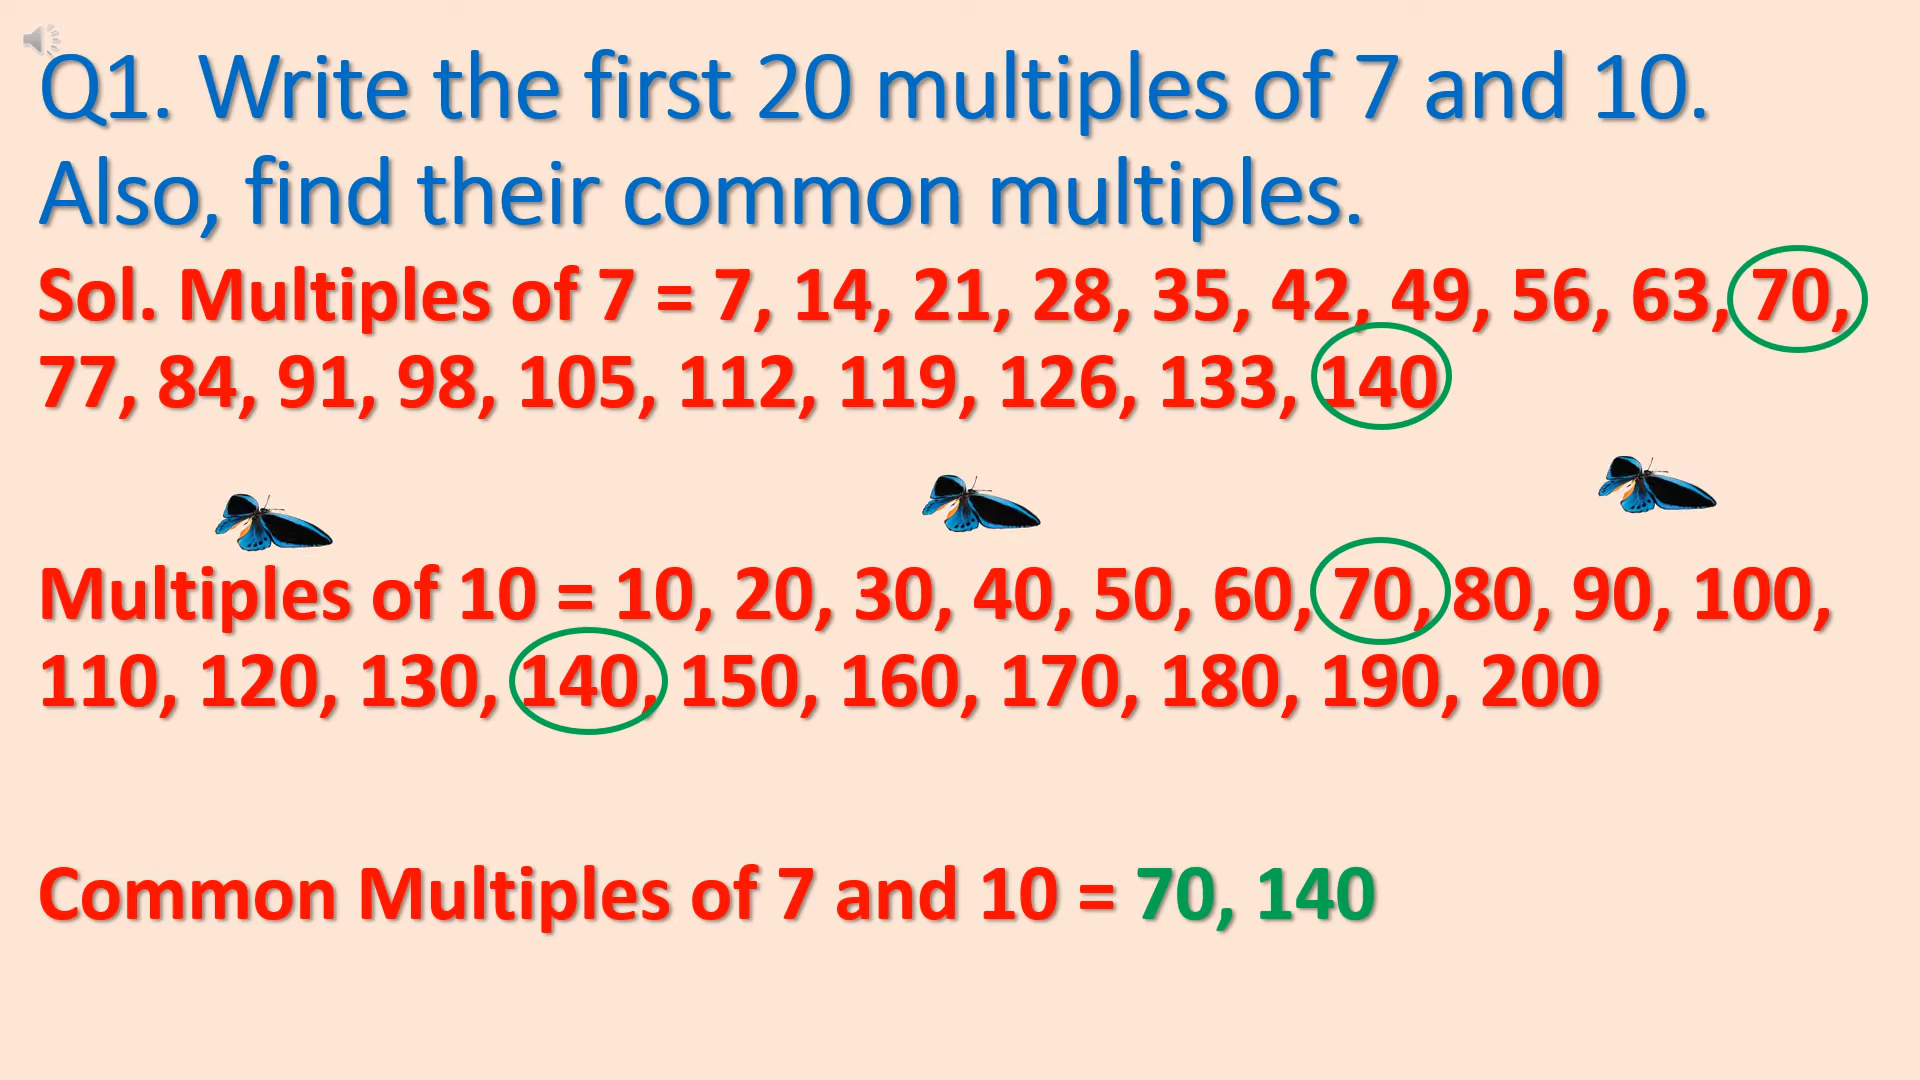 Q1. Write the first 20 multiples of 7 and 10.
Also, find their common multiples.
Sol. Multiples of 7 = 7, 14, 21, 28, 35, 42, 49, 56, 63, 70,
77, 84, 91, 98, 105, 112, 119, 126, 133, 140
Multiples of 10 = 10, 20, 30, 40, 50, 60, 70, 80, 90, 100,
110, 120, 130, 140, 150, 160, 170, 180, 190, 200
Common Multiples of 7 and 10 = 70, 140